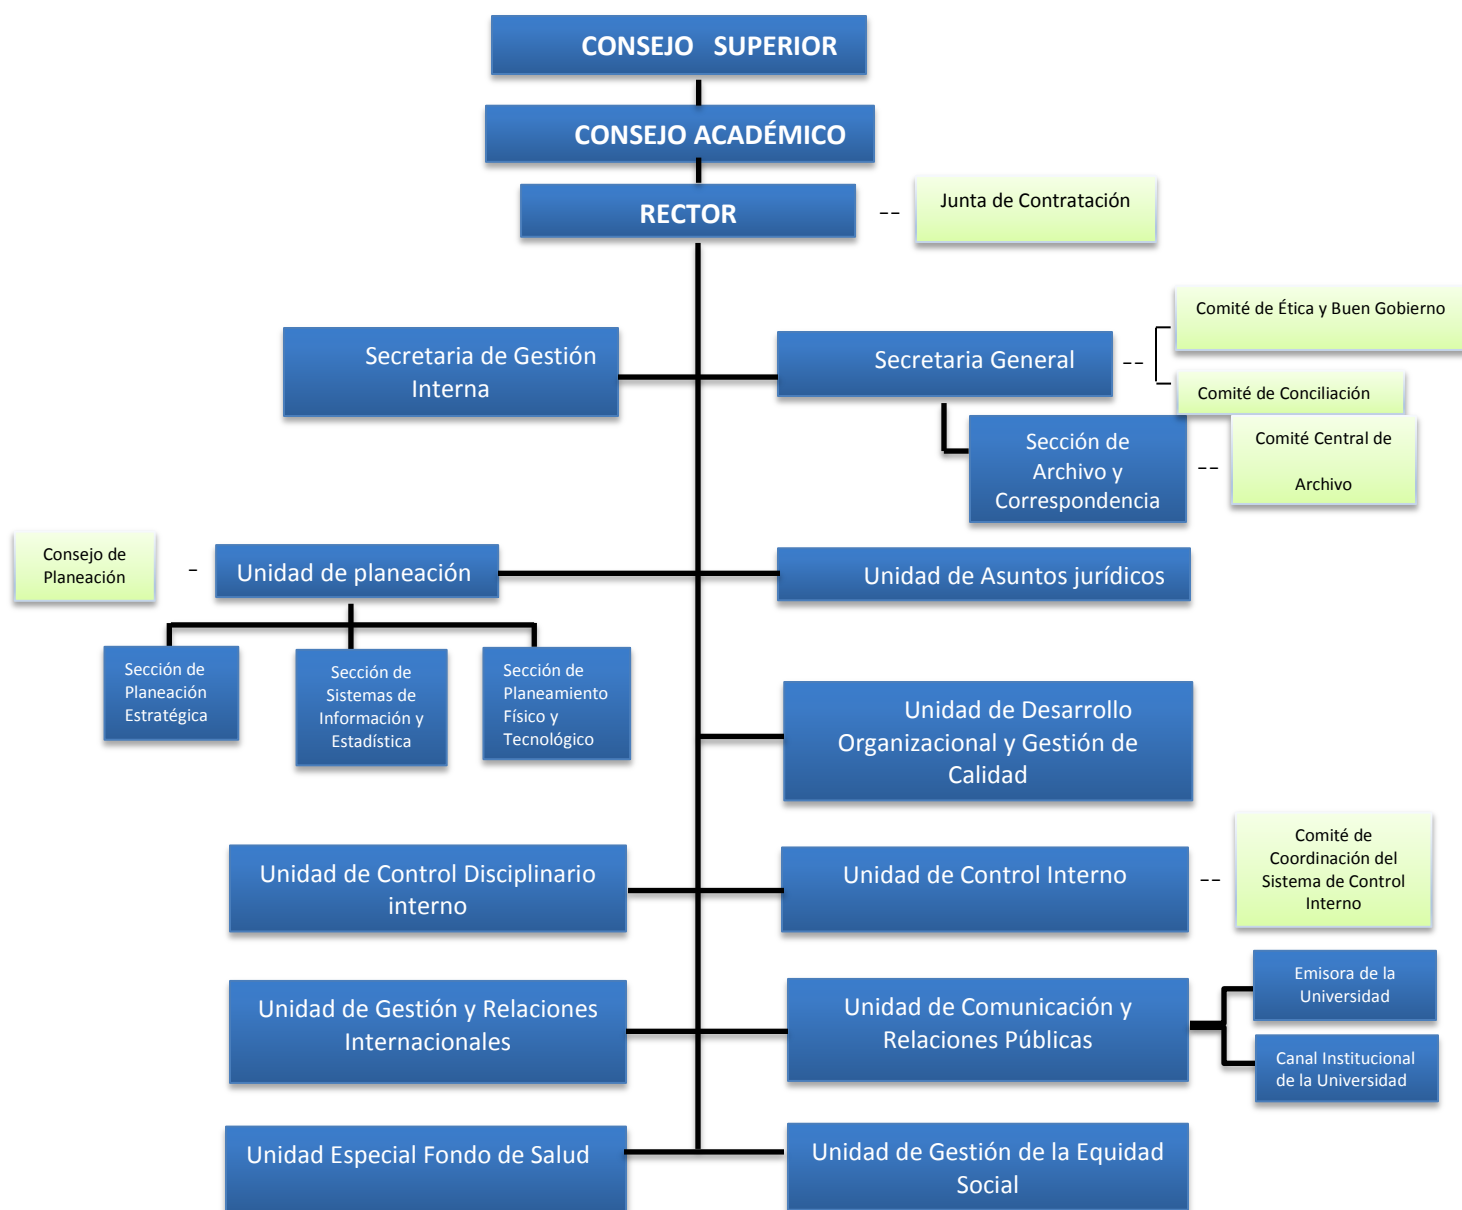 CONSEJO SUPERIOR
CONSEJO ACADÉMICO
RECTOR
--
Junta de Contratación
Secretaria de Gestión
Interna
Secretaria General
--
Comité de Ética y Buen Gobierno
Comité de Conciliación
Sección de
Archivo y
Correspondencia
--
Comité Central de
Archivo
Consejo de
Planeación
-
Unidad de planeación
Unidad de Asuntos jurídicos
Sección de
Planeación
Estratégica
Sección de
Sistemas de
Información y
Estadística
Sección de
Planeamiento
Físico y
Tecnológico
Unidad de Desarrollo
Organizacional y Gestión de
Calidad
Unidad de Control Disciplinario
interno
Unidad de Control Interno
--
Comité de
Coordinación del
Sistema de Control
Interno
Unidad de Gestión y Relaciones
Internacionales
Unidad de Comunicación y
Relaciones Públicas
Emisora de la
Universidad
Canal Institucional
de la Universidad
Unidad Especial Fondo de Salud
Unidad de Gestión de la Equidad
Social